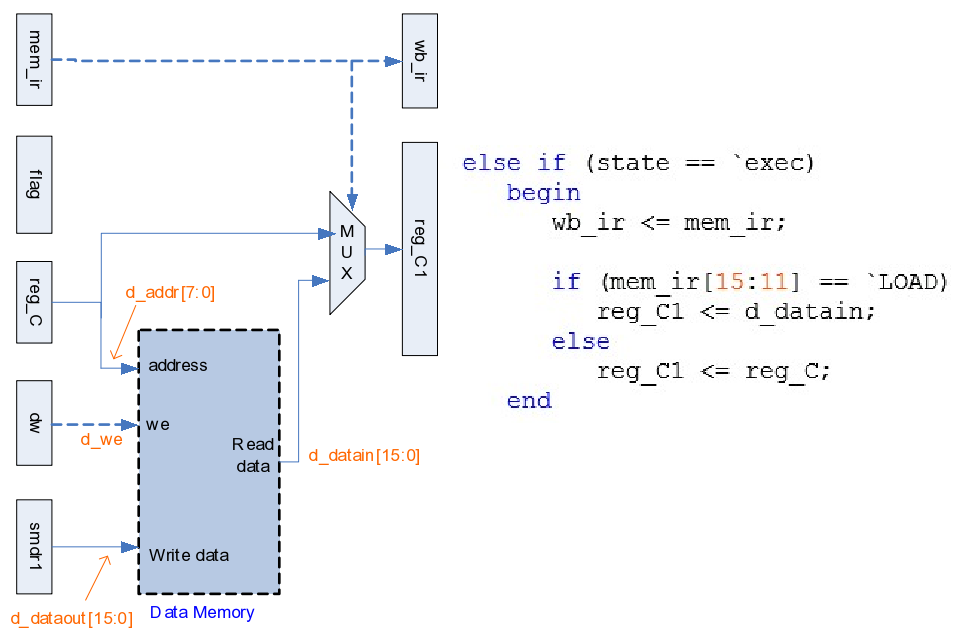 mem_ir
wb_ir
flag
reg_C1
MUX
reg_C
d_addr[7:0]
address
dw
d_we
we
Read
data
d_datain[15:0]
smdr1
Write data
d_dataout[15:0]
Data Memory
else if (state == `exec)
begin
wb_ir <= mem_ir;
if (mem_ir[15:11] == `LOAD)
reg_C1 <= d_datain;
else
reg_C1 <= reg_C;
end